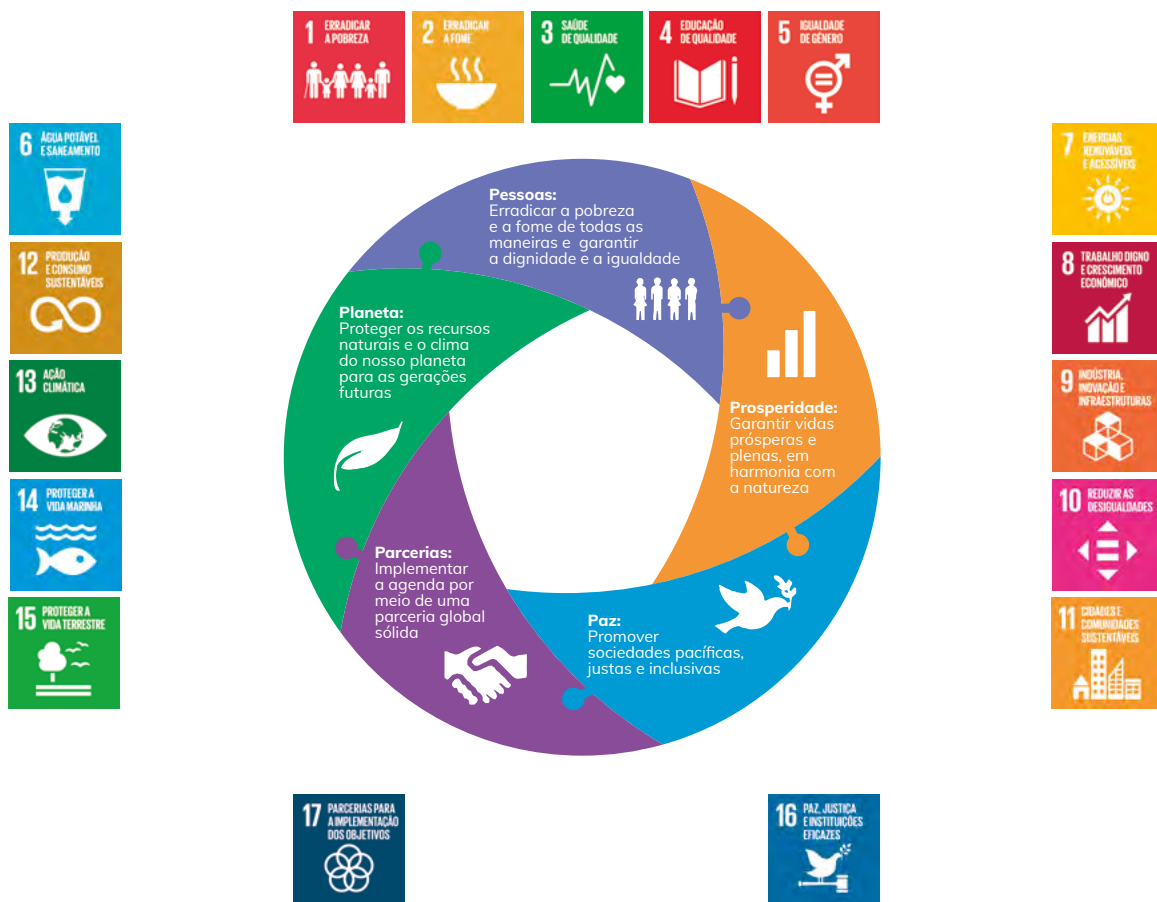 1 ERRADICAR
A POBREZA
2 ERRADICAR
A FOME
3 SAÚDE
DE QUALIDADE
4 EDUCAÇÃO
DE QUALIDADE
5 IGUALDADE
DE GÉNERO
6 ÁGUA POTÁVEL
E SANEAMENTO
12 PRODUÇÃO
E CONSUMO
SUSTENTÁVEIS
13 AÇÃO
CLIMÁTICA
14 PROTEGER A
VIDA MARINHA
15 PROTEGER A
VIDA TERRESTRE
Pessoas:
Erradicar a pobreza
e a fome de todas as
maneiras e garantir
a dignidade e a igualdade
Planeta:
Proteger os recursos
naturais e o clima
do nosso planeta
para as gerações
futuras
Prosperidade:
Garantir vidas
prósperas e
plenas, em
harmonia com
a natureza
Parcerias:
Implementar
a agenda por
meio de uma
parceria global
sólida
Paz:
Promover
sociedades pacíficas,
justas e inclusivas
7 ENERGIAS
RENOVÁVEIS
E ACESSÍVEIS
8 TRABALHO DIGNO
E CRESCIMENTO
ECONÓMICO
9 INDÚSTRIA,
INOVAÇÃO E
INFRAESTRUTURAS
10 REDUZIR AS
DESIGUALDADES
11 CIDADES E
COMUNIDADES
SUSTENTÁVEIS
17 PARCERIAS PARA
A IMPLEMENTAÇÃO
DOS OBJETIVOS
16 PAZ, JUSTIÇA
E INSTITUIÇÕES
EFICAZES